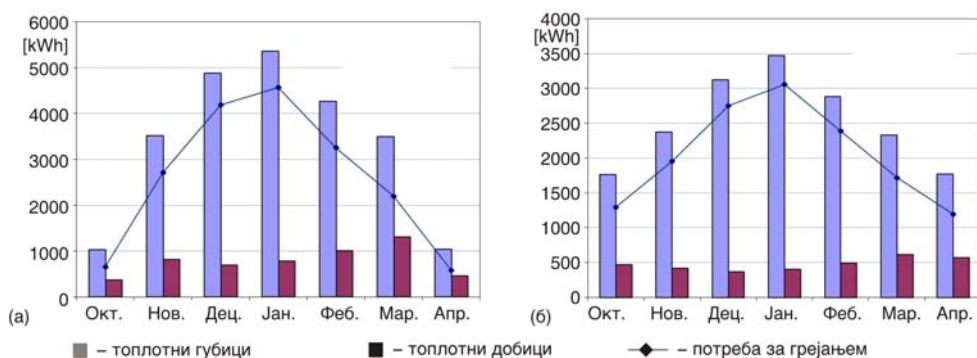 6000
[kWh]
5000
4000
3000
2000
1000
0
Окт. Нов. Дец. Јан. Феб. Мар. Апр.
(а)
4000
[kWh]
3500
3000
2500
2000
1500
1000
500
0
Окт. Нов. Дец. Јан. Феб. Мар. Апр.
(б)
– топлотни губици – топлотни добици – потреба за грејањем